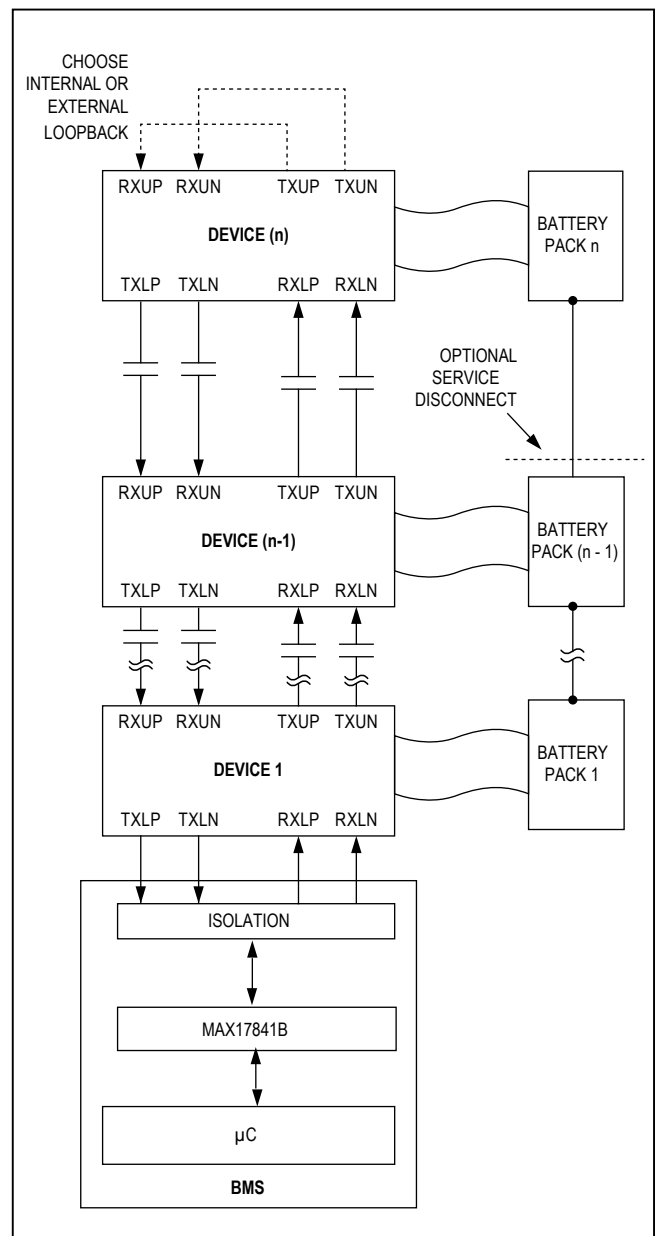 CHOOSE
INTERNAL OR
EXTERNAL
LOOPBACK
RXUP RXUN TXUP TXUN
DEVICE (n)
TXLP TXLN RXLP RXLN
BATTERY
PACK n
OPTIONAL
SERVICE
DISCONNECT
RXUP RXUN TXUP TXUN
DEVICE (n-1)
TXLP TXLN RXLP RXLN
BATTERY
PACK (n - 1)
RXUP RXUN TXUP TXUN
DEVICE 1
TXLP TXLN RXLP RXLN
BATTERY
PACK 1
ISOLATION
MAX17841B
µC
BMS